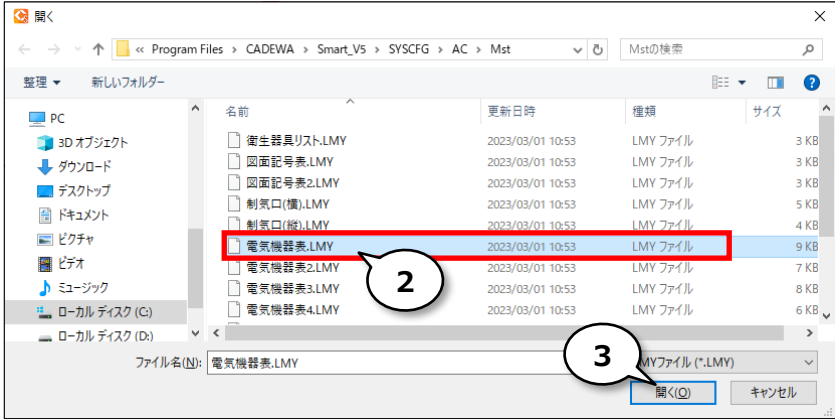 開く
« Program Files › CADEWA › Smart_V5 › SYSCFG › AC › Mst
Mstの検索
整理 新しいフォルダー
名前 更新日時 種類 サイズ
PC
3D オブジェクト
ダウンロード
デスクトップ
ドキュメント
ピクチャ
ビデオ
ミュージック
ローカル ディスク (C:)
ローカル ディスク (D:)
衛生器具リスト.LMY 2023/03/01 10:53 LMY ファイル 3 KB
図面記号表.LMY 2023/03/01 10:53 LMY ファイル 3 KB
図面記号表2.LMY 2023/03/01 10:53 LMY ファイル 3 KB
制気口(横).LMY 2023/03/01 10:53 LMY ファイル 5 KB
制気口(縦).LMY 2023/03/01 10:53 LMY ファイル 4 KB
電気機器表.LMY 2023/03/01 10:53 LMY ファイル 9 KB
電気機器表2.LMY 2023/03/01 10:53 LMY ファイル 7 KB
電気機器表3.LMY 2023/03/01 10:53 LMY ファイル 8 KB
電気機器表4.LMY 2023/03/01 10:53 LMY ファイル 6 KB
2
ファイル名(N): 電気機器表.LMY
3
MYファイル (*.LMY)
開く(O) キャンセル